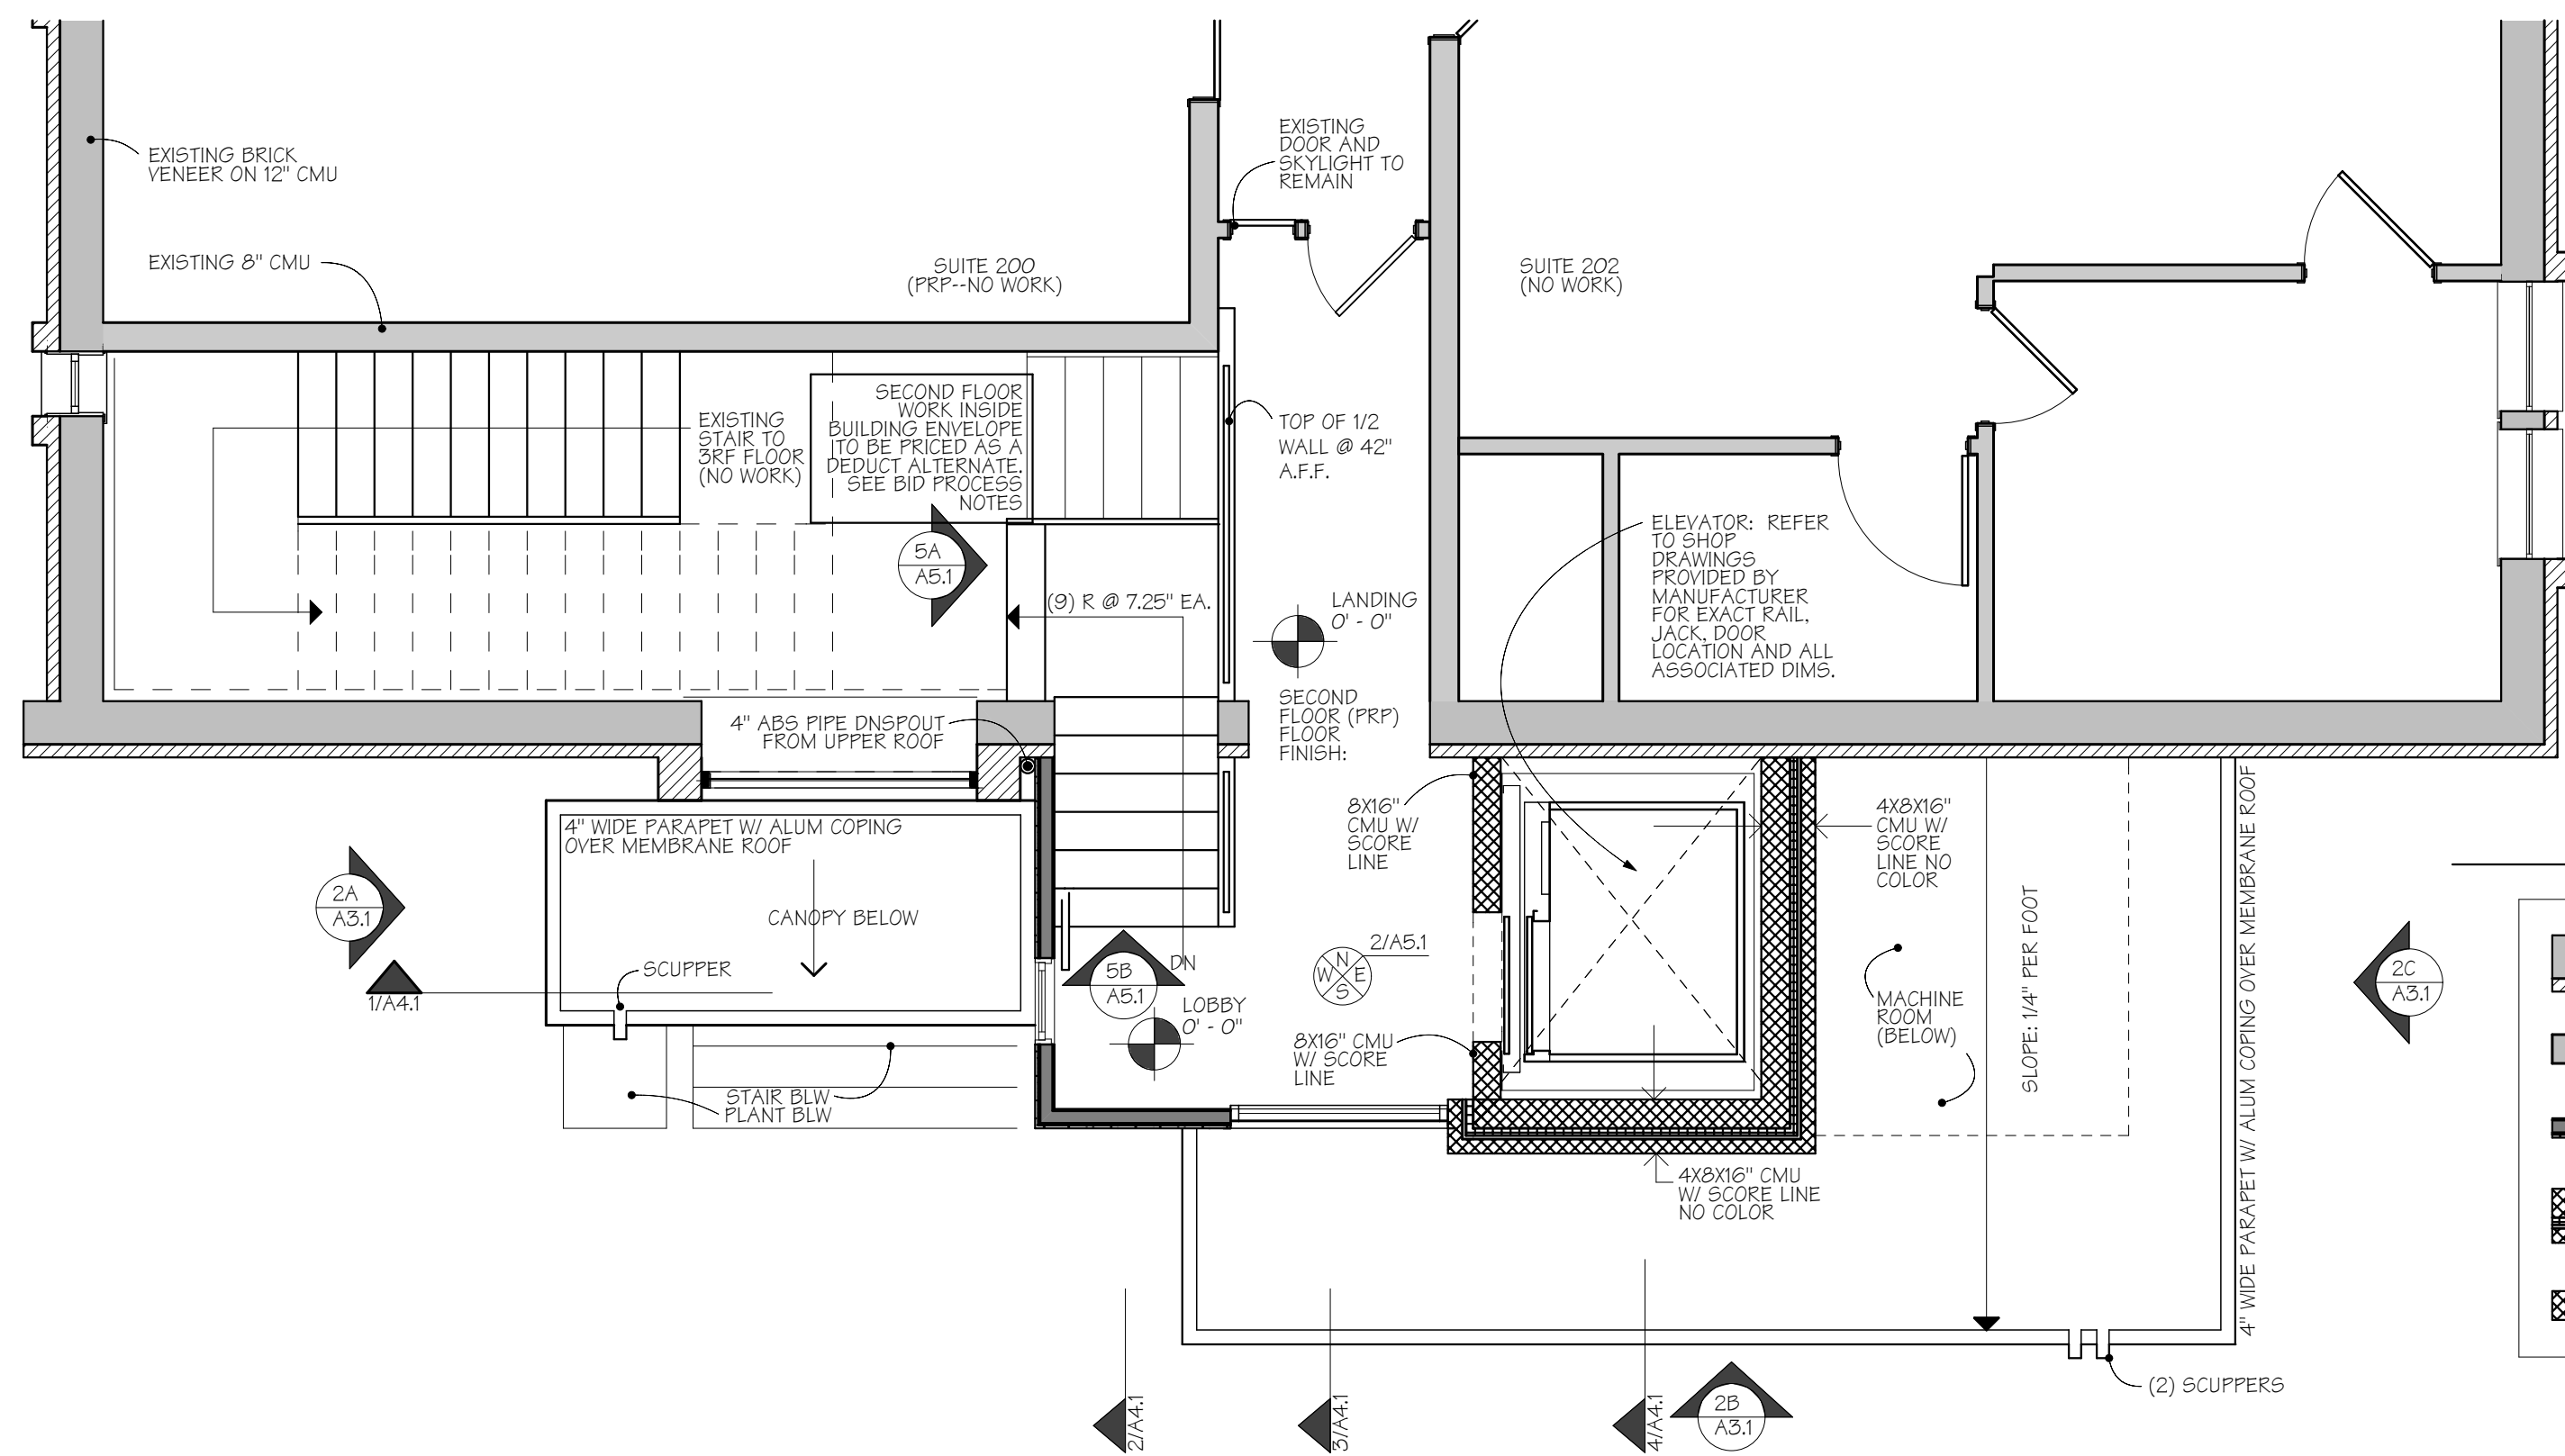 EXISTING BRICK
VENEER ON 12" CMU
EXISTING 8" CMU
SUITE 200
(PRP--NO WORK)
EXISTING
DOOR AND
SKYLIGHT TO
REMAIN
SUITE 202
(NO WORK)
EXISTING
STAIR TO
3RF FLOOR
(NO WORK)
SECOND FLOOR
WORK INSIDE
BUILDING ENVELOPE
TO BE PRICED AS A
DEDUCT ALTERNATE.
SEE BID PROCESS
NOTES
TOP OF 1/2
WALL @ 42"
A.F.F.
ELEVATOR: REFER
TO SHOP
DRAWINGS
PROVIDED BY
MANUFACTURER
FOR EXACT RAIL,
JACK, DOOR
LOCATION AND ALL
ASSOCIATED DIMS.
5A
A5.1
(9) R @ 7.25" EA.
LANDING
0' - 0"
SECOND
FLOOR (PRP)
FLOOR
FINISH:
4" ABS PIPE DNSPOUT
FROM UPPER ROOF
4" WIDE PARAPET W/ ALUM COPING
OVER MEMBRANE ROOF
CANOPY BELOW
SCUPPER
2A
A3.1
1/A4.1
STAIR BLW
PLANT BLW
5B
A5.1
DN
LOBBY
0' - 0"
N
W E
S
2/A5.1
8X16"
CMU W/
SCORE
LINE
8X16" CMU
W/ SCORE
LINE
4X8X16"
CMU W/
SCORE
LINE NO
COLOR
MACHINE
ROOM
(BELOW)
SLOPE: 1/4" PER FOOT
4" WIDE PARAPET W/ ALUM COPING OVER MEMBRANE ROOF
2C
A3.1
4X8X16" CMU
W/ SCORE LINE
NO COLOR
(2) SCUPPERS
2/A4.1
3/A4.1
4/A4.1
2B
A3.1